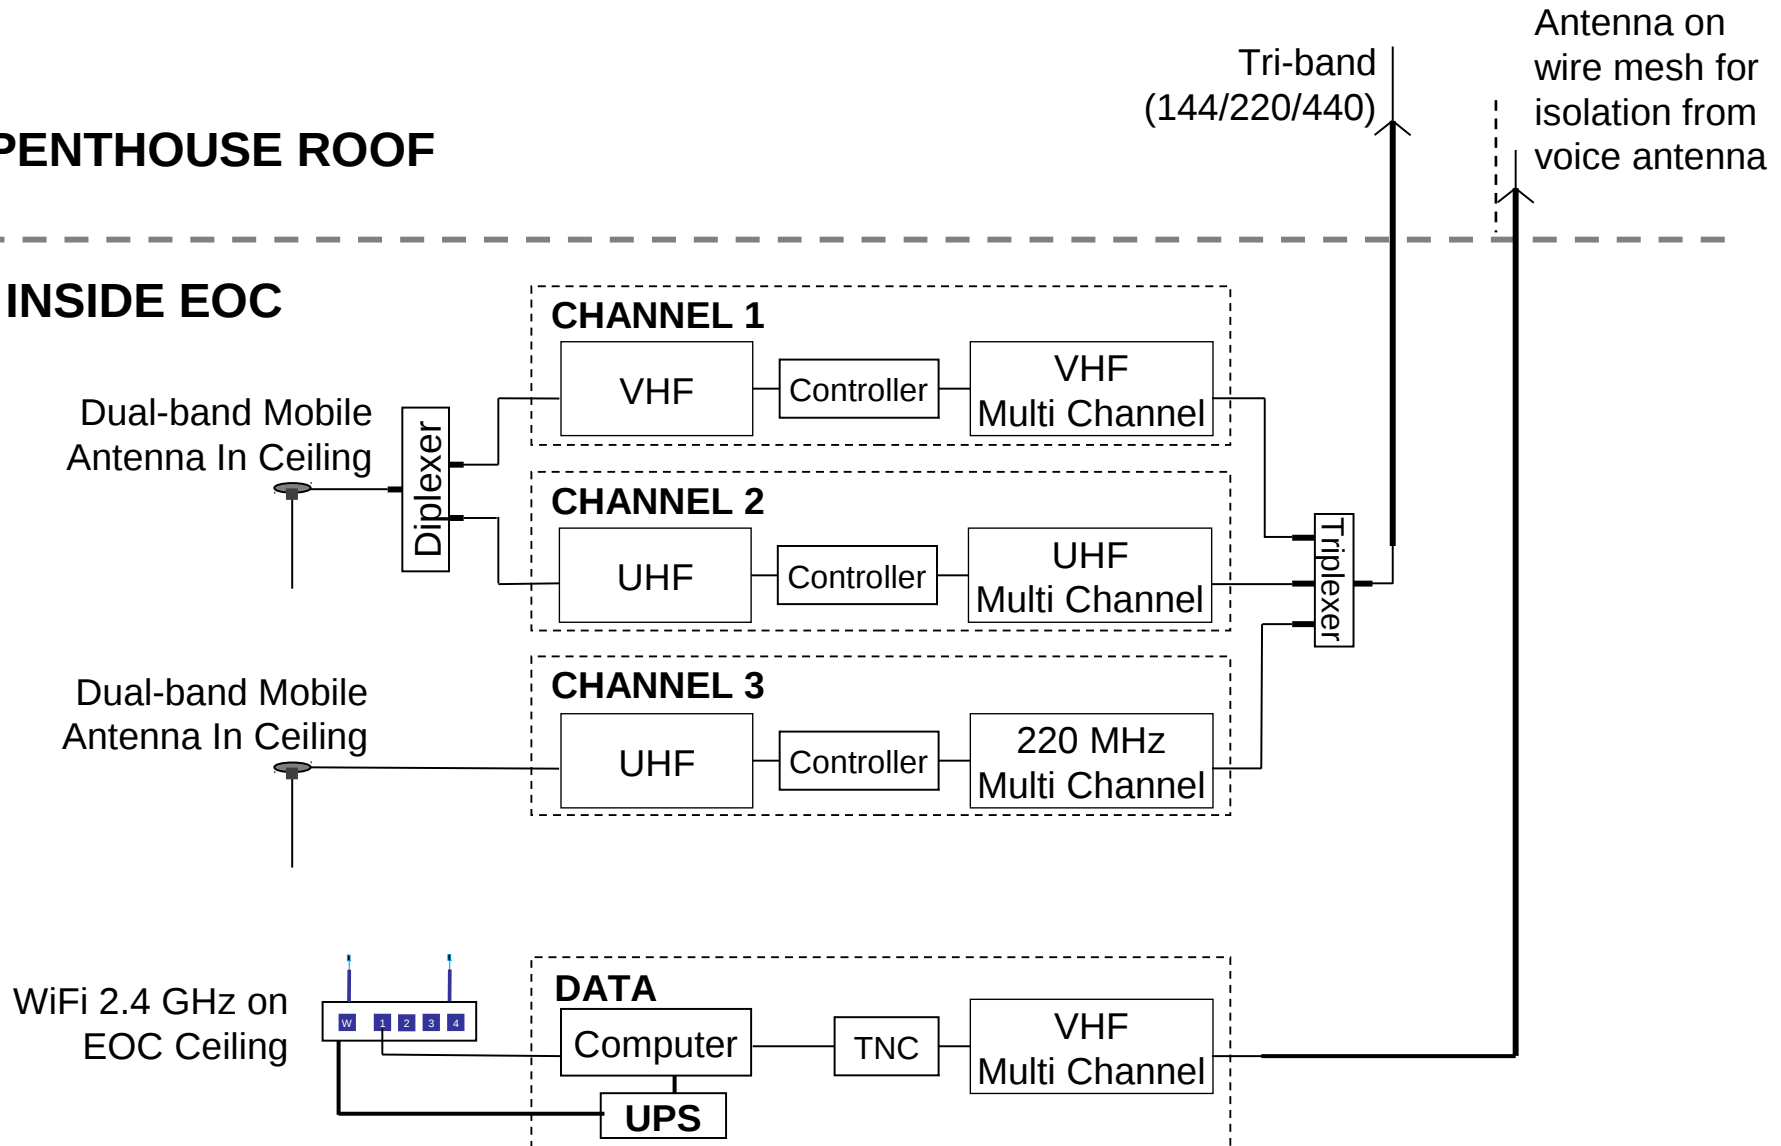 Antenna on
wire mesh for
isolation from
voice antenna
Tri-band
(144/220/440)
PENTHOUSE ROOF
INSIDE EOC
CHANNEL 1
VHF
Controller
VHF
Multi Channel
Dual-band Mobile
Antenna In Ceiling
Diplexer
CHANNEL 2
UHF
Controller
UHF
Multi Channel
Triplexer
CHANNEL 3
Dual-band Mobile
Antenna In Ceiling
UHF
Controller
220 MHz
Multi Channel
WiFi 2.4 GHz on
EOC Ceiling
W 1 2 3 4
DATA
Computer
TNC
VHF
Multi Channel
UPS